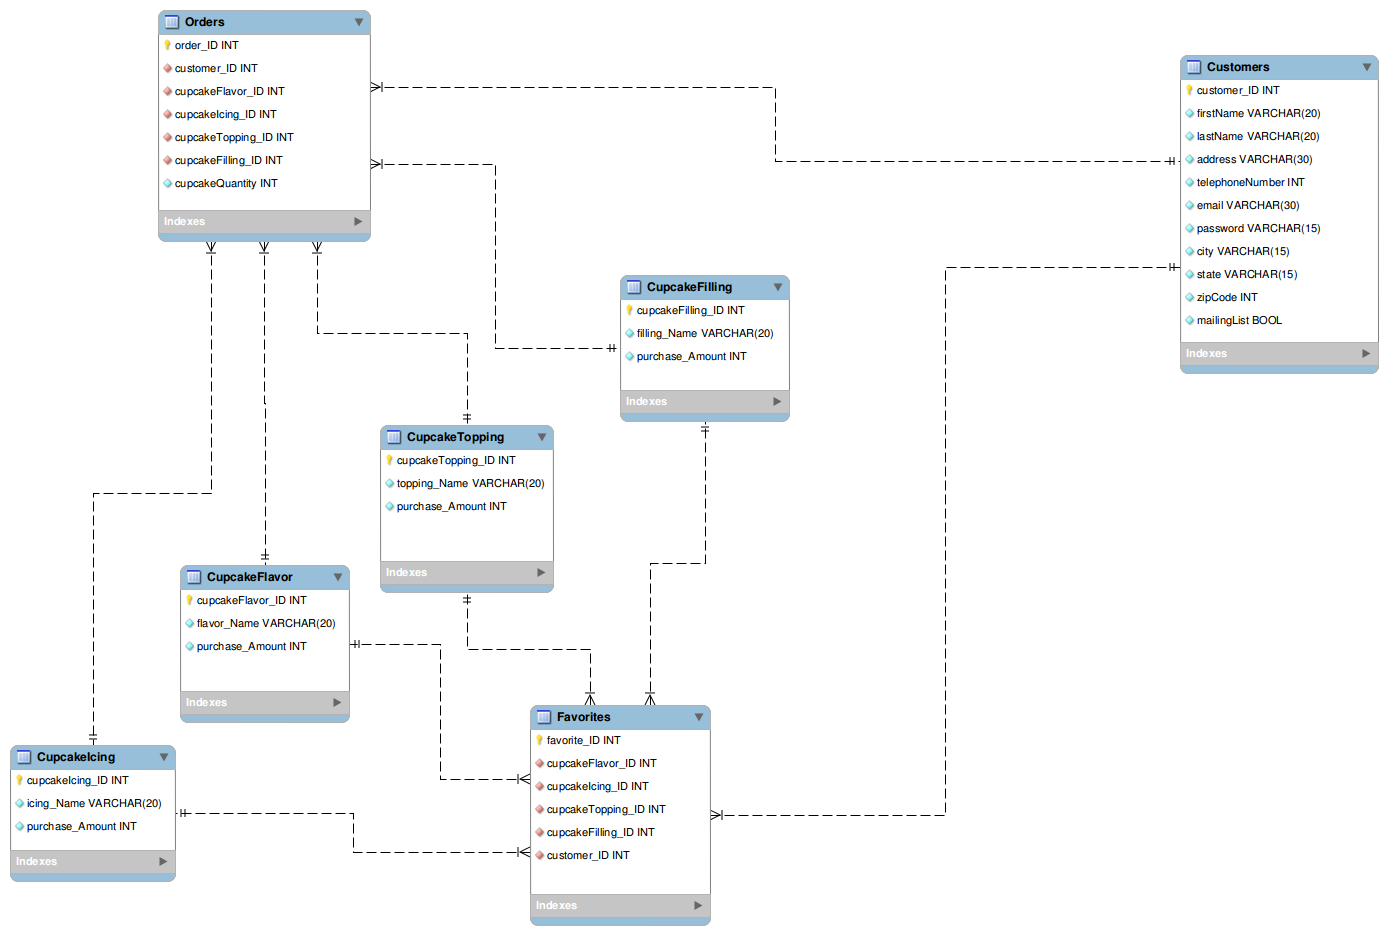 Orders
order_ID INT
customer_ID INT
cupcakeFlavor_ID INT
cupcakeIcing_ID INT
cupcakeTopping_ID INT
cupcakeFilling_ID INT
cupcakeQuantity INT
Indexes
Customers
customer_ID INT
firstName VARCHAR(20)
lastName VARCHAR(20)
address VARCHAR(30)
telephoneNumber INT
email VARCHAR(30)
password VARCHAR(15)
city VARCHAR(15)
state VARCHAR(15)
zipCode INT
mailingList BOOL
Indexes
CupcakeFilling
cupcakeFilling_ID INT
filling_Name VARCHAR(20)
purchase_Amount INT
Indexes
CupcakeTopping
cupcakeTopping_ID INT
topping_Name VARCHAR(20)
purchase_Amount INT
Indexes
CupcakeFlavor
cupcakeFlavor_ID INT
flavor_Name VARCHAR(20)
purchase_Amount INT
Indexes
CupcakeIcing
cupcakeIcing_ID INT
icing_Name VARCHAR(20)
purchase_Amount INT
Indexes
Favorites
favorite_ID INT
cupcakeFlavor_ID INT
cupcakeIcing_ID INT
cupcakeTopping_ID INT
cupcakeFilling_ID INT
customer_ID INT
Indexes